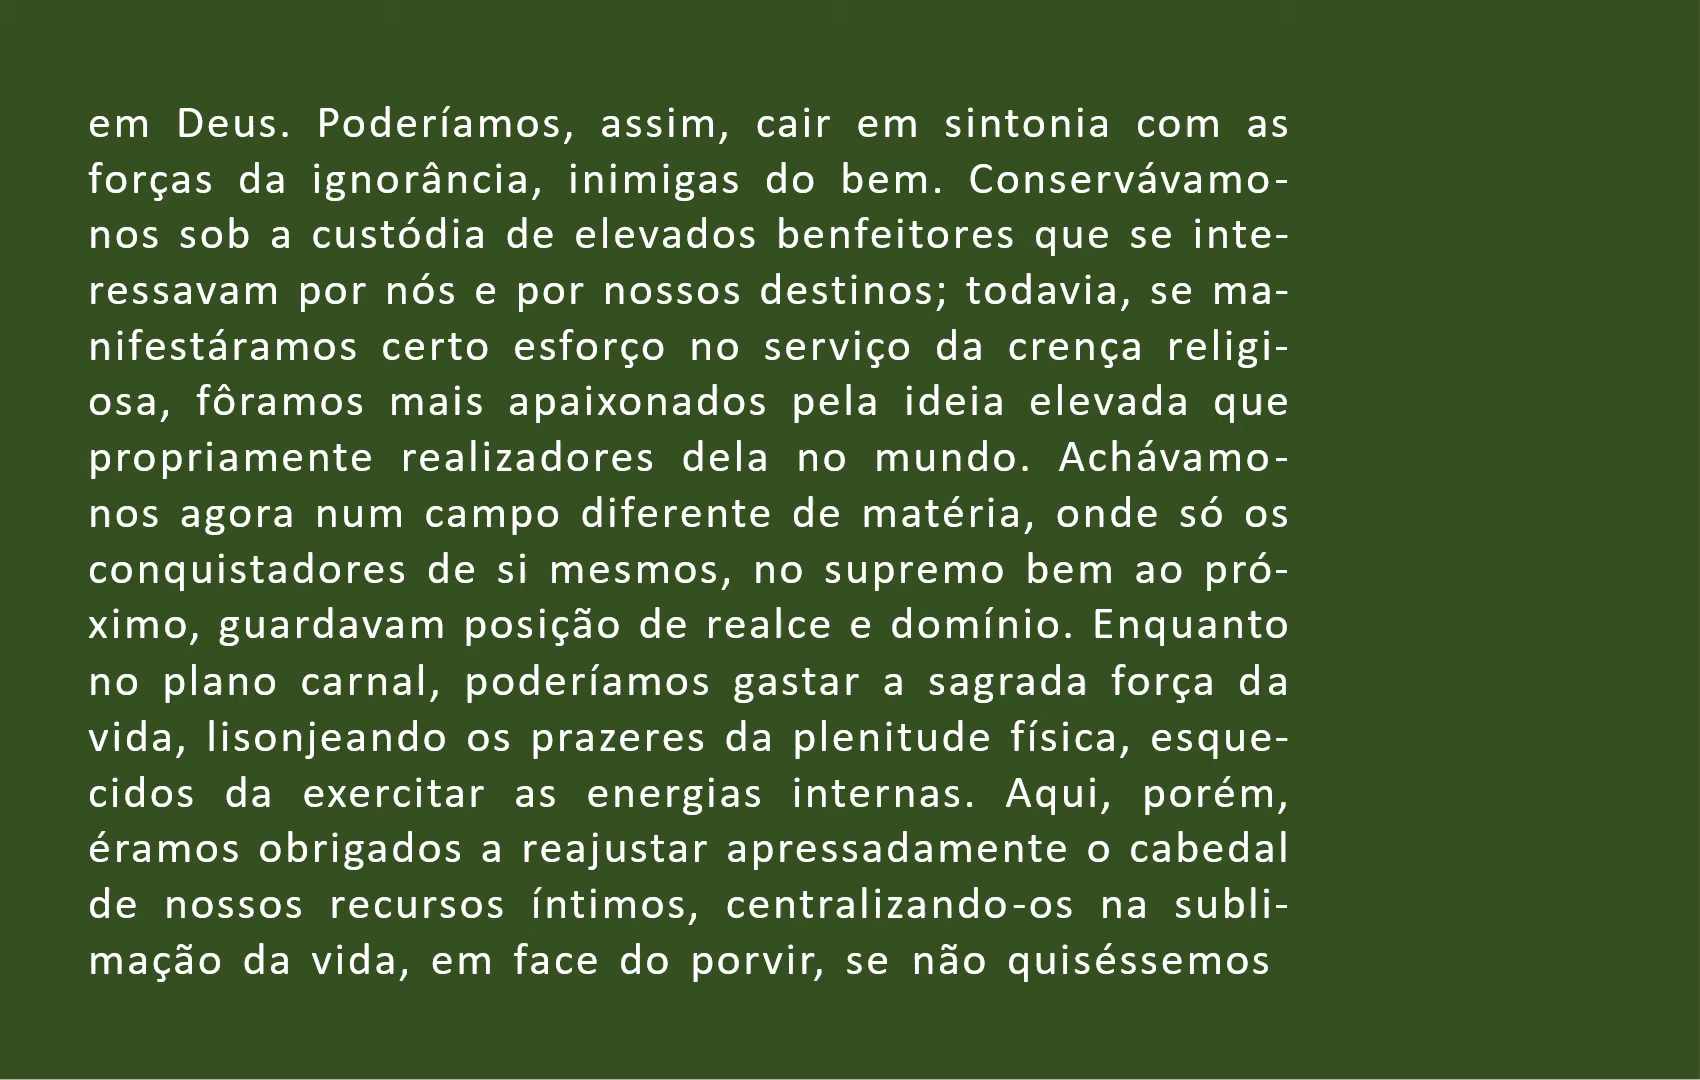 em Deus. Poderíamos, assim, cair em sintonia com as
forças da ignorância, inimigas do bem. Conservávamo-
nos sob a custódia de elevados benfeitores que se inte-
ressavam por nós e por nossos destinos; todavia, se ma-
nifestáramos certo esforço no serviço da crença religi-
osa, fôramos mais apaixonados pela ideia elevada que
propriamente realizadores dela no mundo. Achávamo-
nos agora num campo diferente de matéria, onde só os
conquistadores de si mesmos, no supremo bem ao pró-
ximo, guardavam posição de realce e domínio. Enquanto
no plano carnal, poderíamos gastar a sagrada força da
vida, lisonjeando os prazeres da plenitude física, esque-
cidos da exercitar as energias internas. Aqui, porém,
éramos obrigados a reajustar apressadamente o cabedal
de nossos recursos íntimos, centralizando-os na subli-
mação da vida, em face do porvir, se não quiséssemos